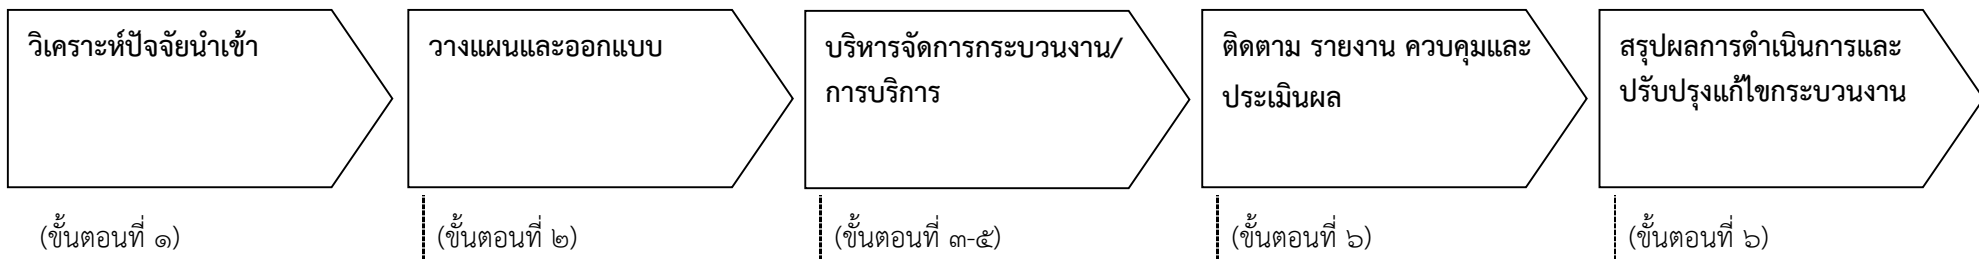 วิเคราะห์ปัจจัยนำเข้า
วางแผนและออกแบบ
บริหารจัดการกระบวนงาน/
การบริการ
ติดตาม รายงาน ควบคุมและ
ประเมินผล
สรุปผลการดำเนินการและ
ปรับปรุงแก้ไขกระบวนงาน
(ขั้นตอนที่ ๑)
(ขั้นตอนที่ ๒)
(ขั้นตอนที่ ๓-๕)
(ขั้นตอนที่ ๖)
(ขั้นตอนที่ ๖)